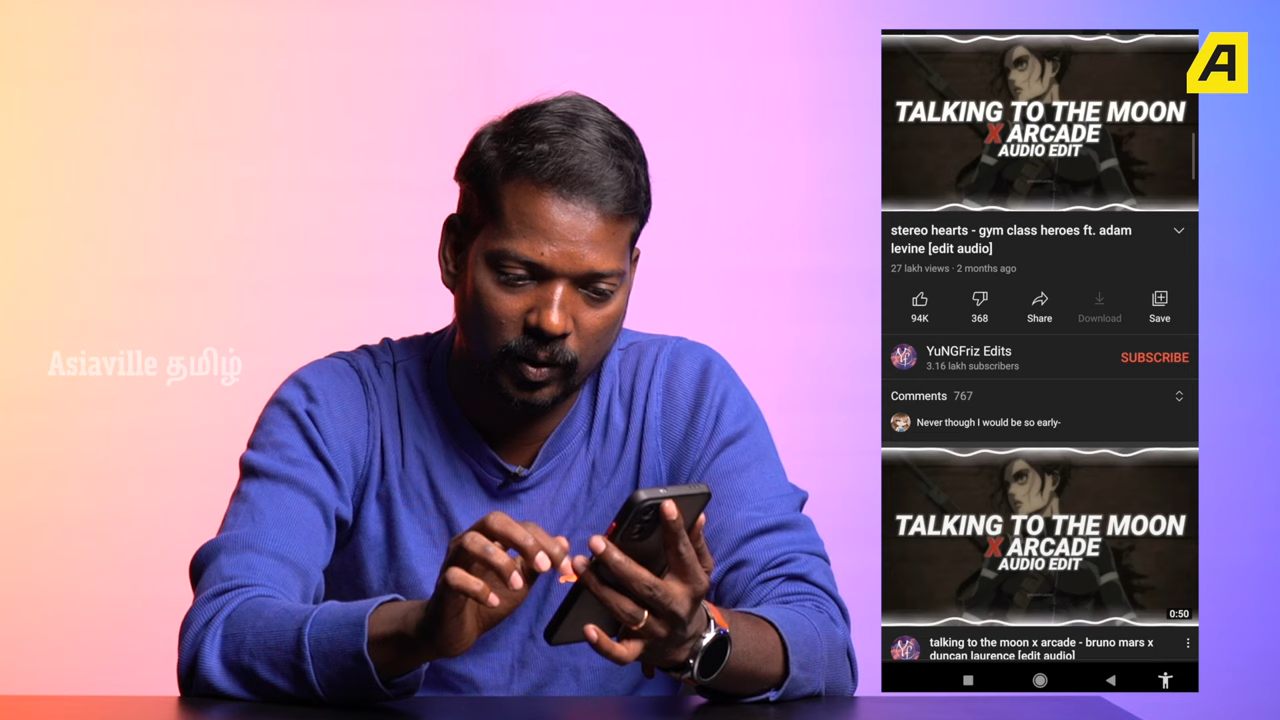 Asiaville தமிழ்
A
TALKING TO THE MOON
X ARCADE
AUDIO EDIT
stereo hearts - gym class heroes ft. adam
levine [edit audio]
27 lakh views · 2 months ago
94K
368
Share
Download
Save
YuNGFriz Edits
3.16 lakh subscribers
SUBSCRIBE
Comments 767
Never though I would be so early-
TALKING TO THE MOON
X ARCADE
AUDIO EDIT
0:50
talking to the moon x arcade - bruno mars x
duncan laurence [edit audio]